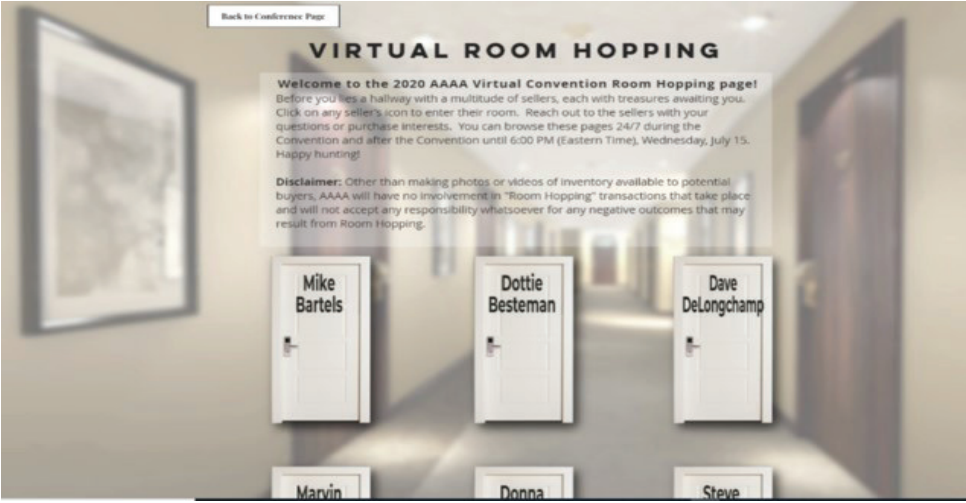 Back to Conference Page
VIRTUAL ROOM HOPPING
Welcome to the 2020 AAAA Virtual Convention Room Hopping page!
Before you lies a hallway with a multitude of sellers, each with treasures awaiting you.
Click on any seller's icon to enter their room. Reach out to the sellers with your
questions or purchase interests. You can browse these pages 24/7 during the
Convention and after the Convention until 6:00 PM (Eastern Time), Wednesday, July 15.
Happy hunting!
Disclaimer: Other than making photos or videos of inventory available to potential
buyers, AAAA will have no involvement in "Room Hopping" transactions that take place
and will not accept any responsibility whatsoever for any negative outcomes that may
result from Room Hopping.
Mike
Bartels
Dottie
Besteman
Dave
DeLongchamp
Marvin
Donna
Steve